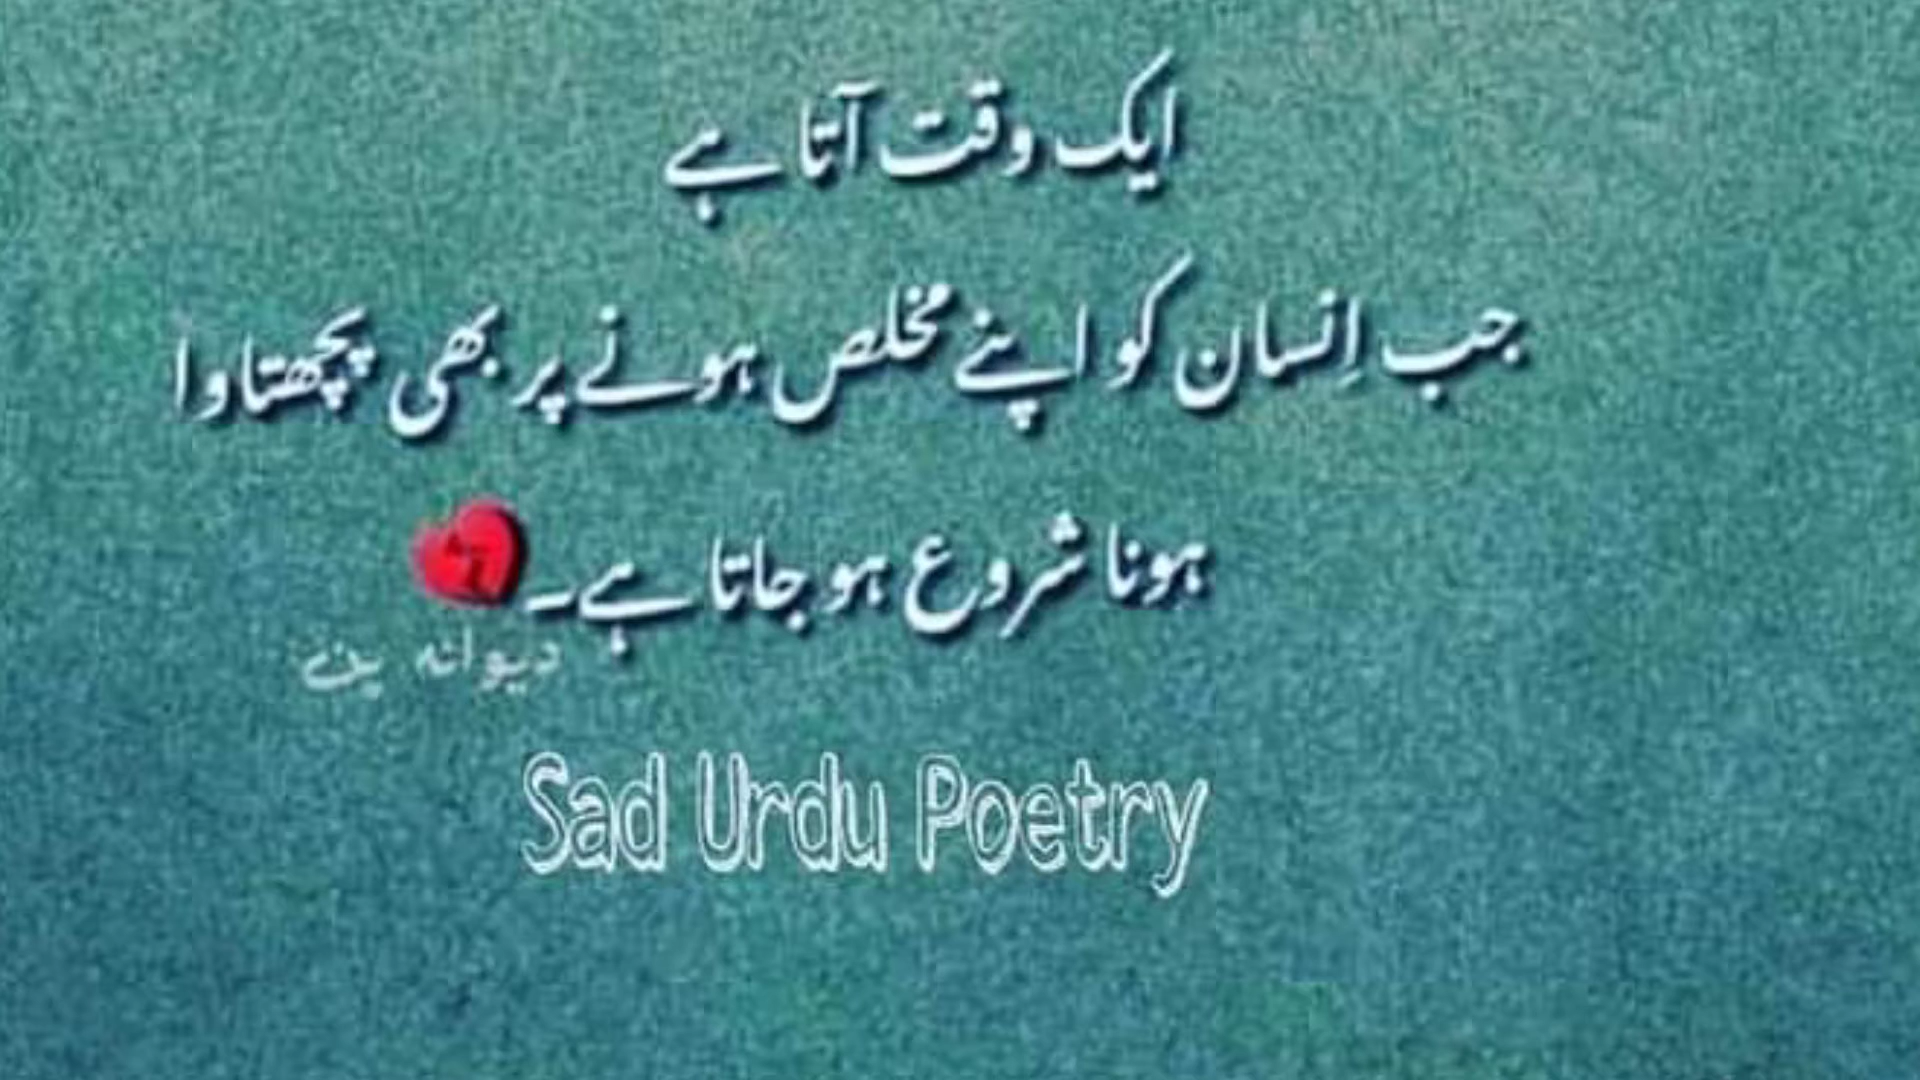 ایک وقت آتا ہے
جب اِنسان کو اپنے مخلص ہونے پر بھی پچھتاوا
ہونا شروع ہو جاتا ہے۔💔
دیوانہ پن
Sad Urdu Poetry